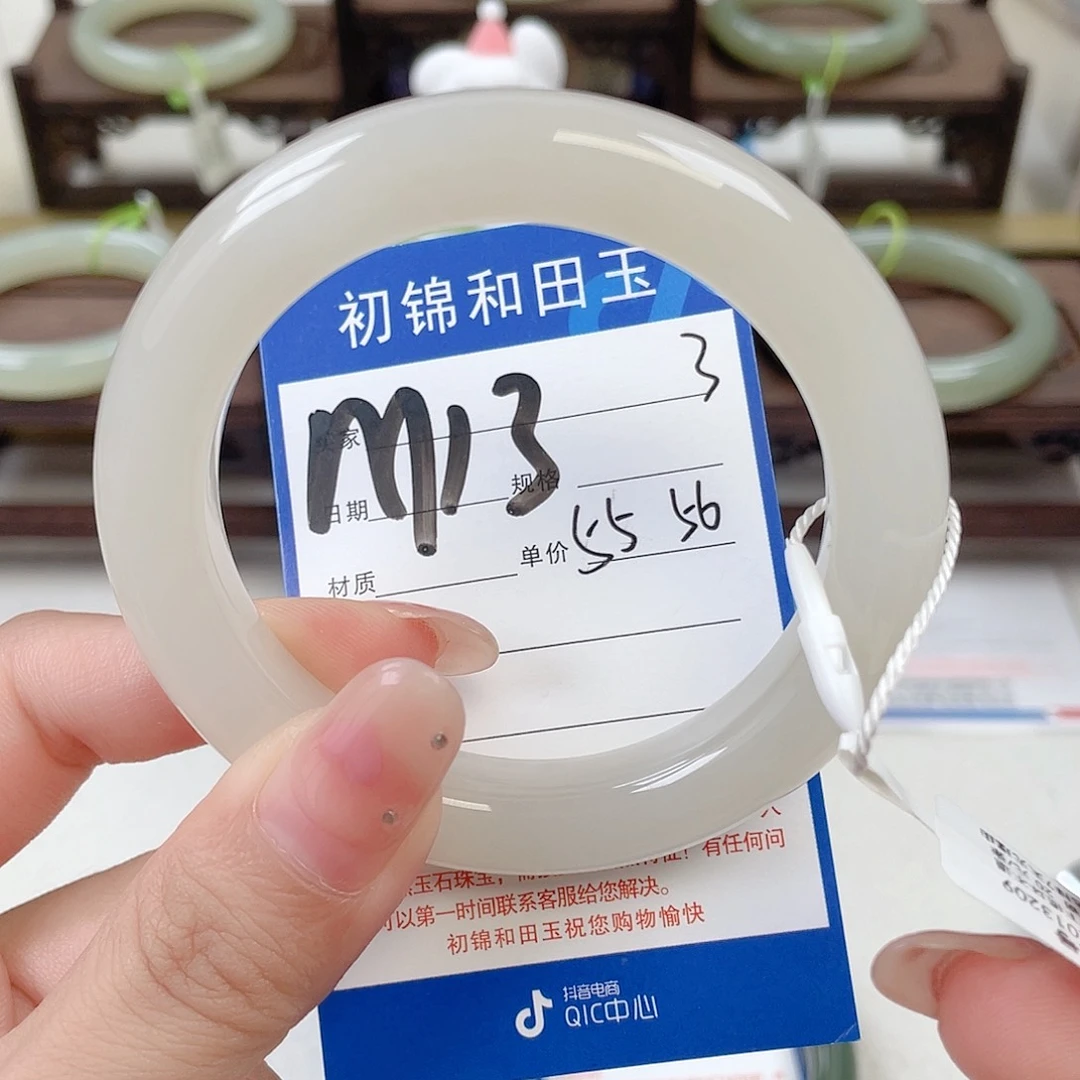 初锦和田玉
3
M13
卖家
日期 规格
材质 单价 55 56
玉石珠宝,
有任何问
可以第一时间联系客服给您解决。
初锦和田玉祝您购物愉快
抖音电商
QIC中心
013209